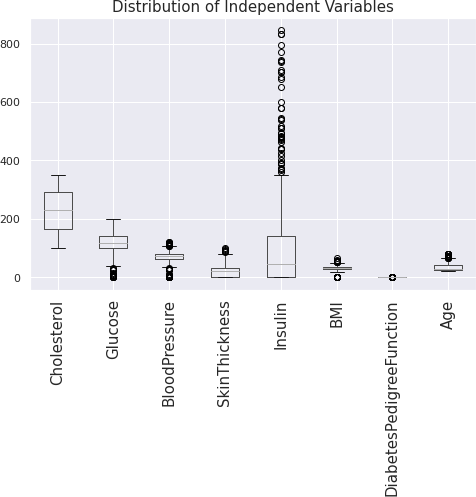 Distribution of Independent Variables
800
600
400
200
0
Cholesterol
Glucose
BloodPressure
SkinThickness
Insulin
BMI
DiabetesPedigreeFunction
Age